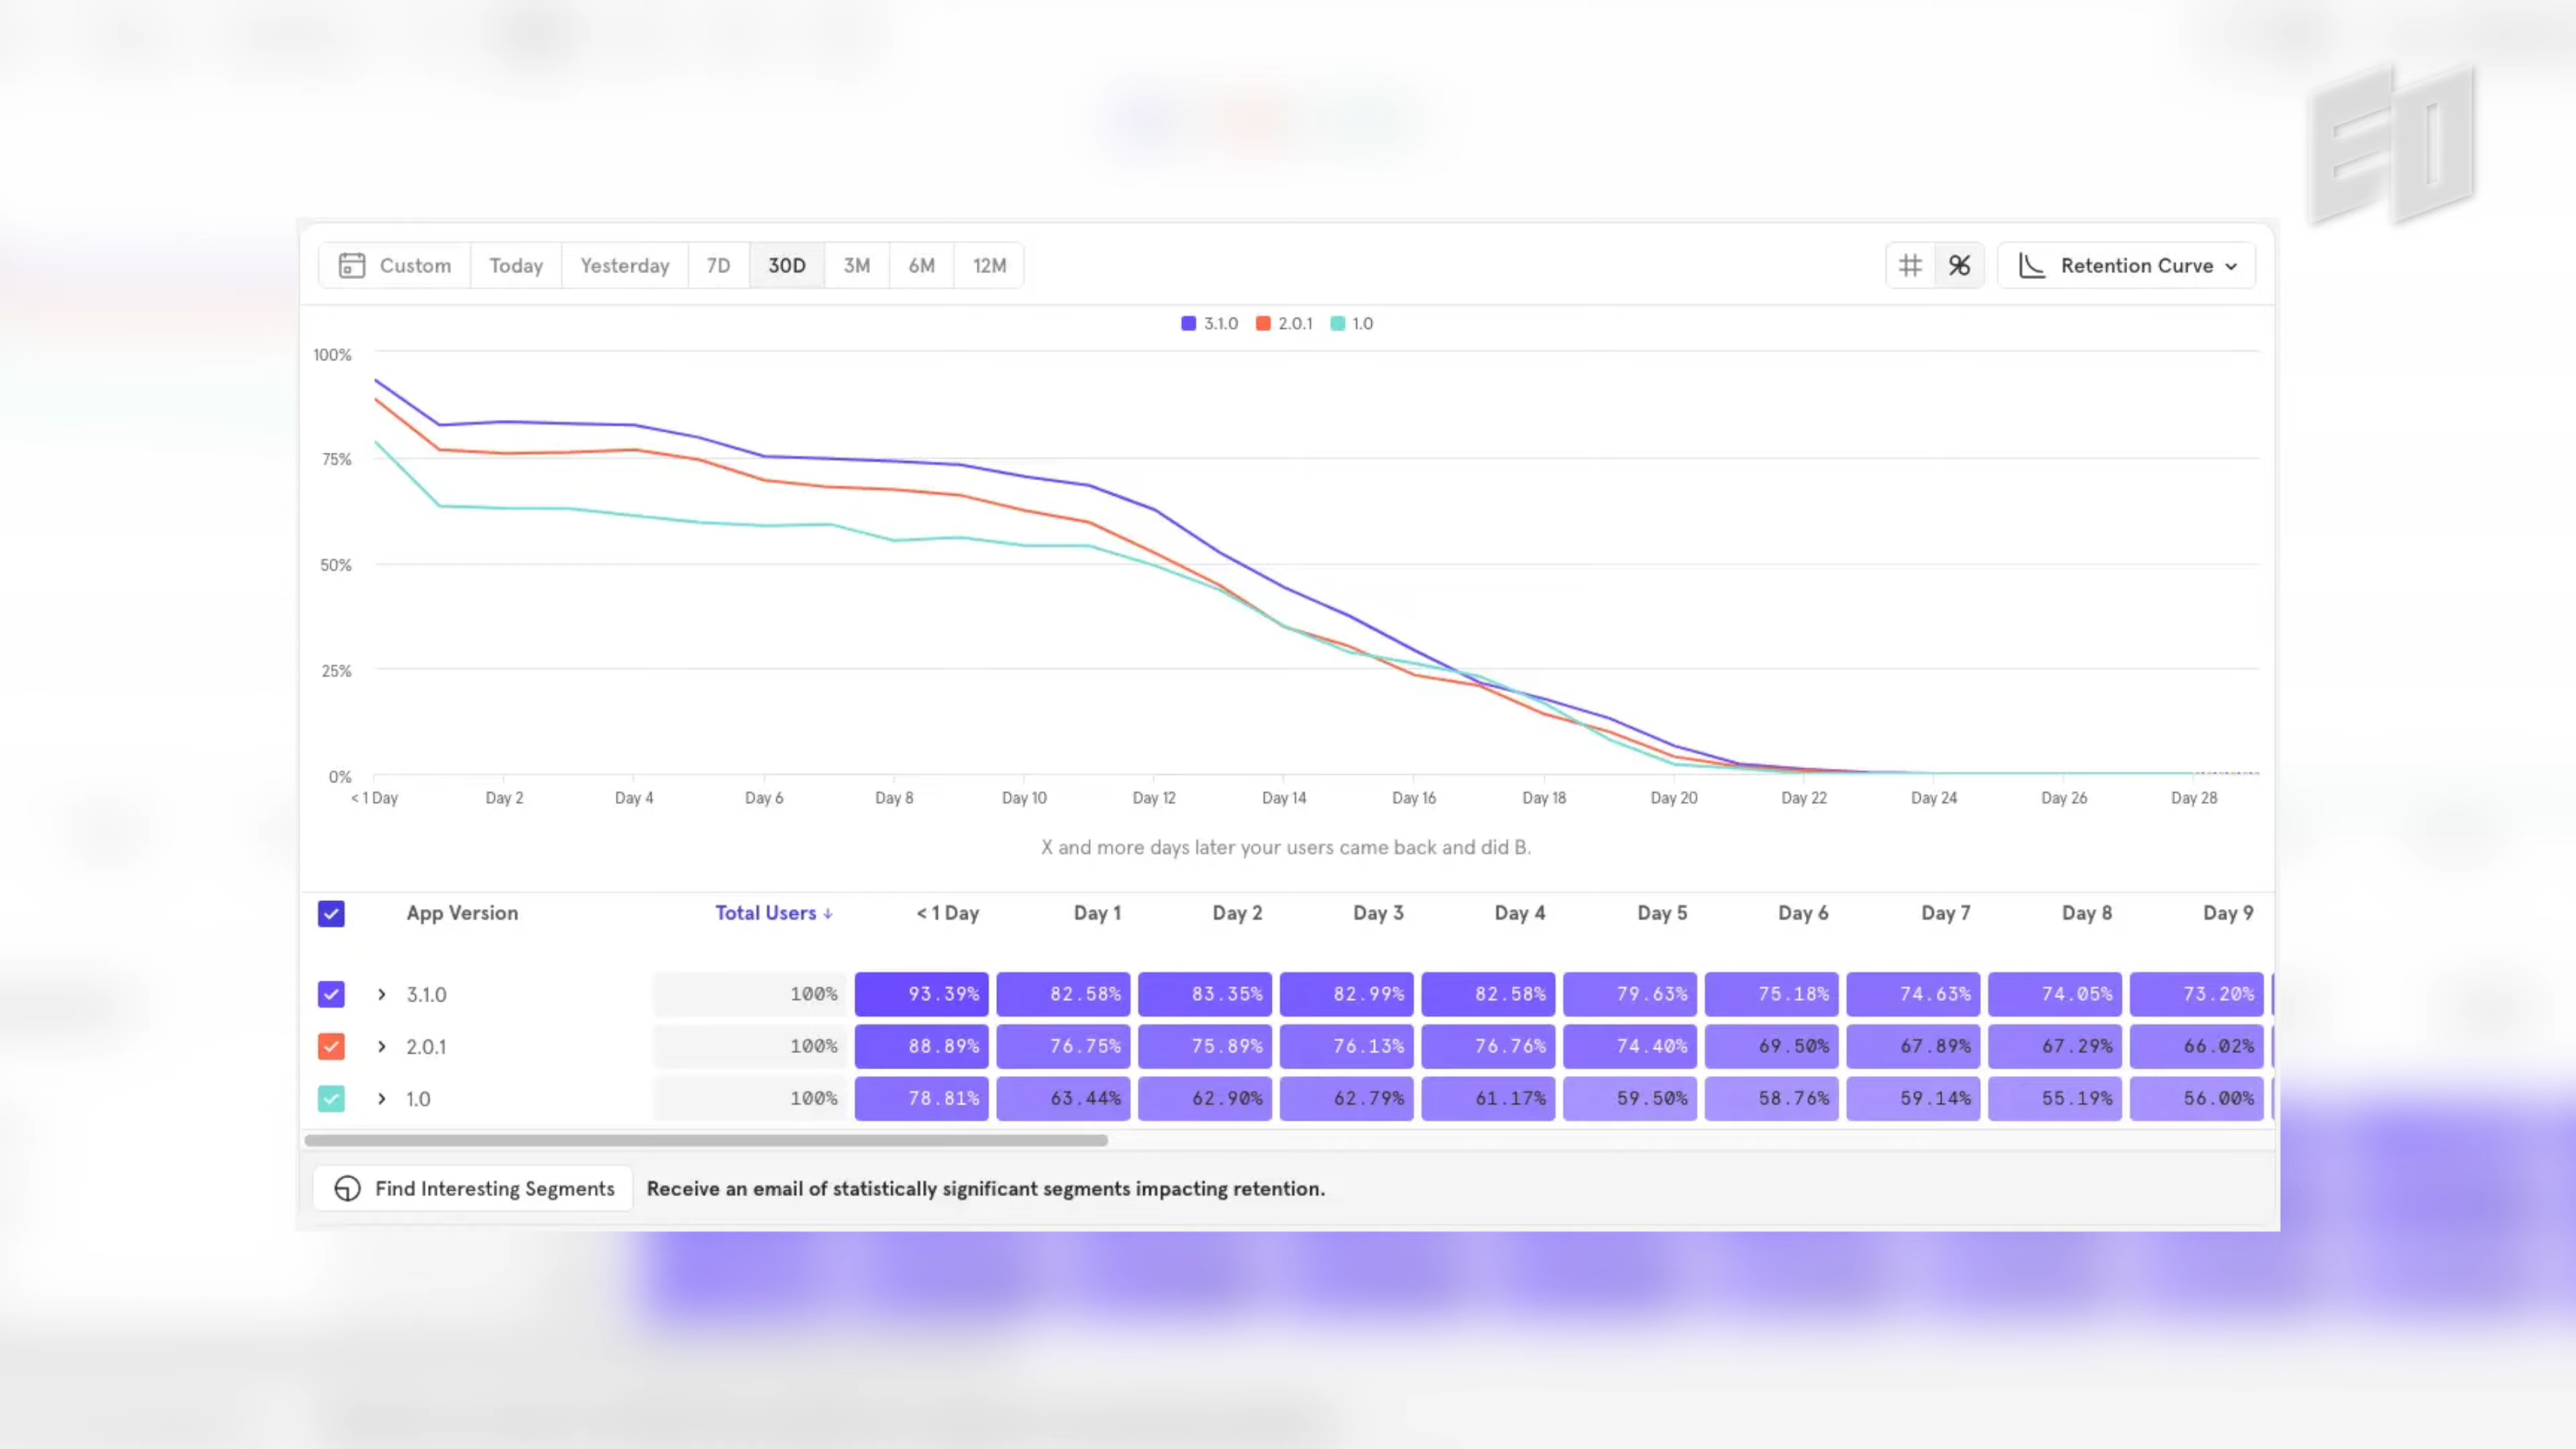 EO
Custom Today Yesterday 7D 30D 3M 6M 12M # % Retention Curve
3.1.0 2.0.1 1.0
100%
75%
50%
25%
0%
< 1 Day Day 2 Day 4 Day 6 Day 8 Day 10 Day 12 Day 14 Day 16 Day 18 Day 20 Day 22 Day 24 Day 26 Day 28
X and more days later your users came back and did B.
App Version Total Users ↓ < 1 Day Day 1 Day 2 Day 3 Day 4 Day 5 Day 6 Day 7 Day 8 Day 9
3.1.0 100% 93.39% 82.58% 83.35% 82.99% 82.58% 79.63% 75.18% 74.63% 74.05% 73.20%
2.0.1 100% 88.89% 76.75% 75.89% 76.13% 76.76% 74.40% 69.50% 67.89% 67.29% 66.02%
1.0 100% 78.81% 63.44% 62.90% 62.79% 61.17% 59.50% 58.76% 59.14% 55.19% 56.00%
Find Interesting Segments Receive an email of statistically significant segments impacting retention.